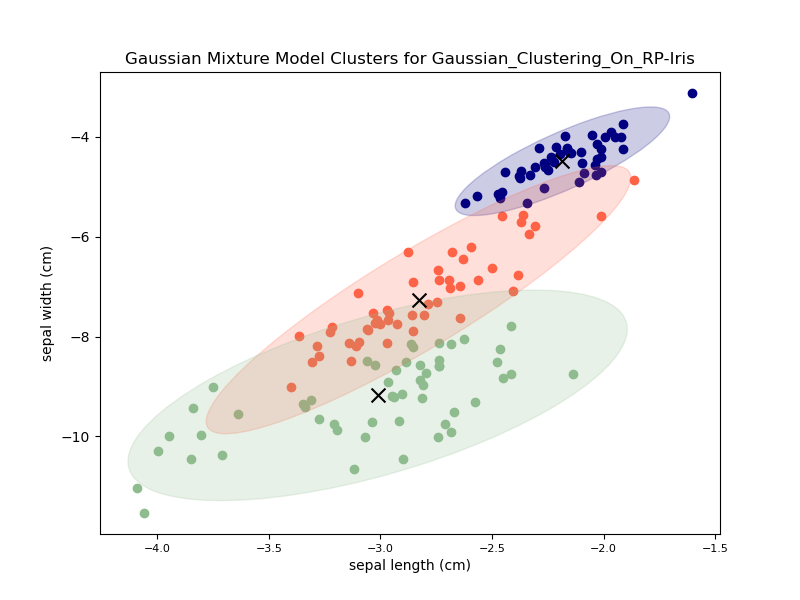 Gaussian Mixture Model Clusters for Gaussian_Clustering_On_RP-Iris
sepal width (cm)
−4
−6
−8
−10
−4.0 −3.5 −3.0 −2.5 −2.0 −1.5
sepal length (cm)